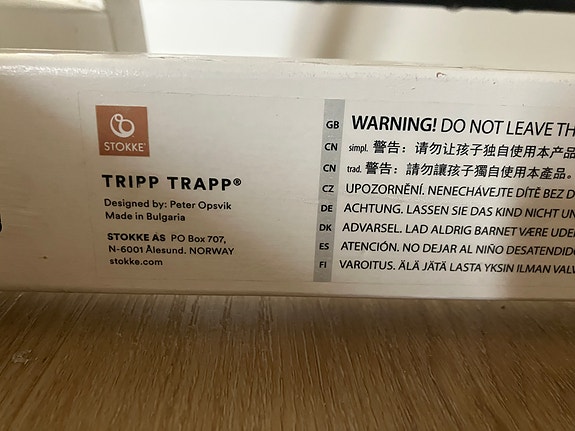 STOKKE®
TRIPP TRAPP®
Designed by: Peter Opsvik
Made in Bulgaria
STOKKE AS PO Box 707,
N-6001 Ålesund. NORWAY
stokke.com
GB WARNING! DO NOT LEAVE
CN simpl. 警告：请勿让孩子独自使用本产品
CN trad. 警告：請勿讓孩子獨自使用本產品。
CZ UPOZORNĚNÍ. NENECHÁVEJTE DÍTĚ BEZ
DE ACHTUNG. LASSEN SIE DAS KIND NICHT
DK ADVARSEL. LAD ALDRIG BARNET VÆRE
ES ATENCIÓN. NO DEJAR AL NIÑO DESATENDIDO
FI VAROITUS. ÄLÄ JÄTÄ LASTA YKSIN ILMAN